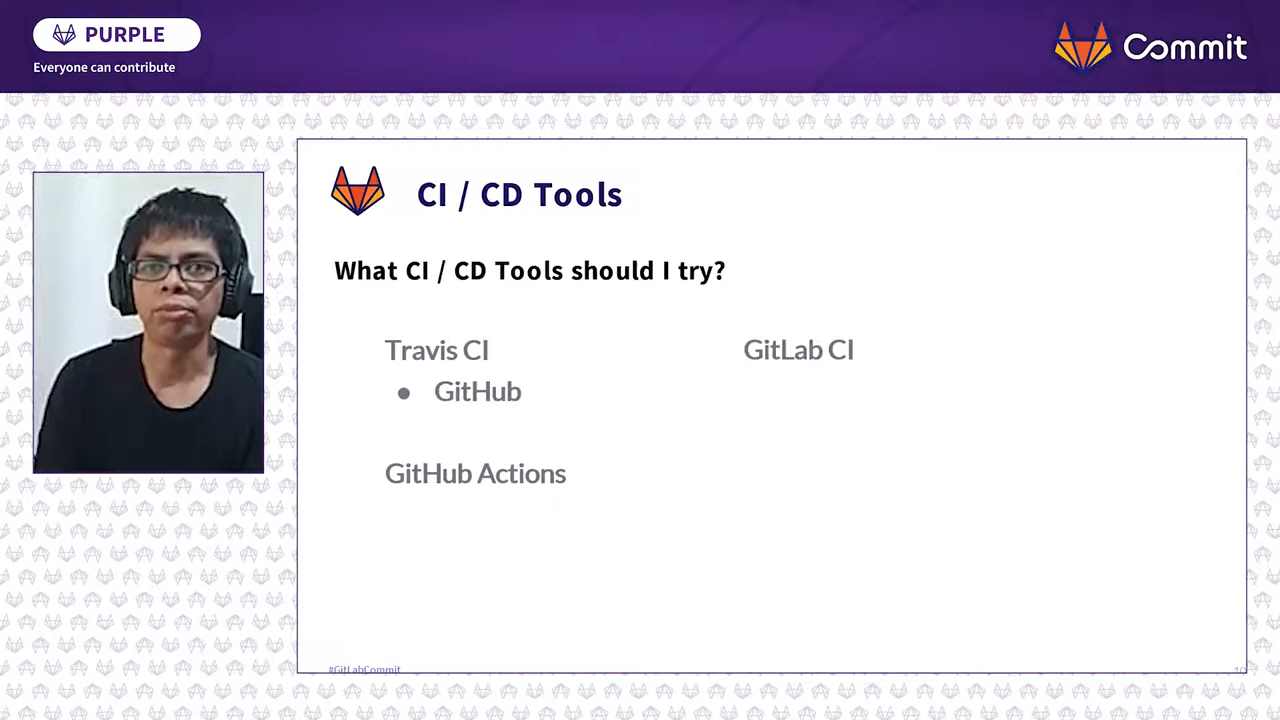 PURPLE
Everyone can contribute
Commit
CI / CD Tools
What CI / CD Tools should I try?
Travis CI
● GitHub
GitHub Actions
GitLab CI
#GitLabCommit
10